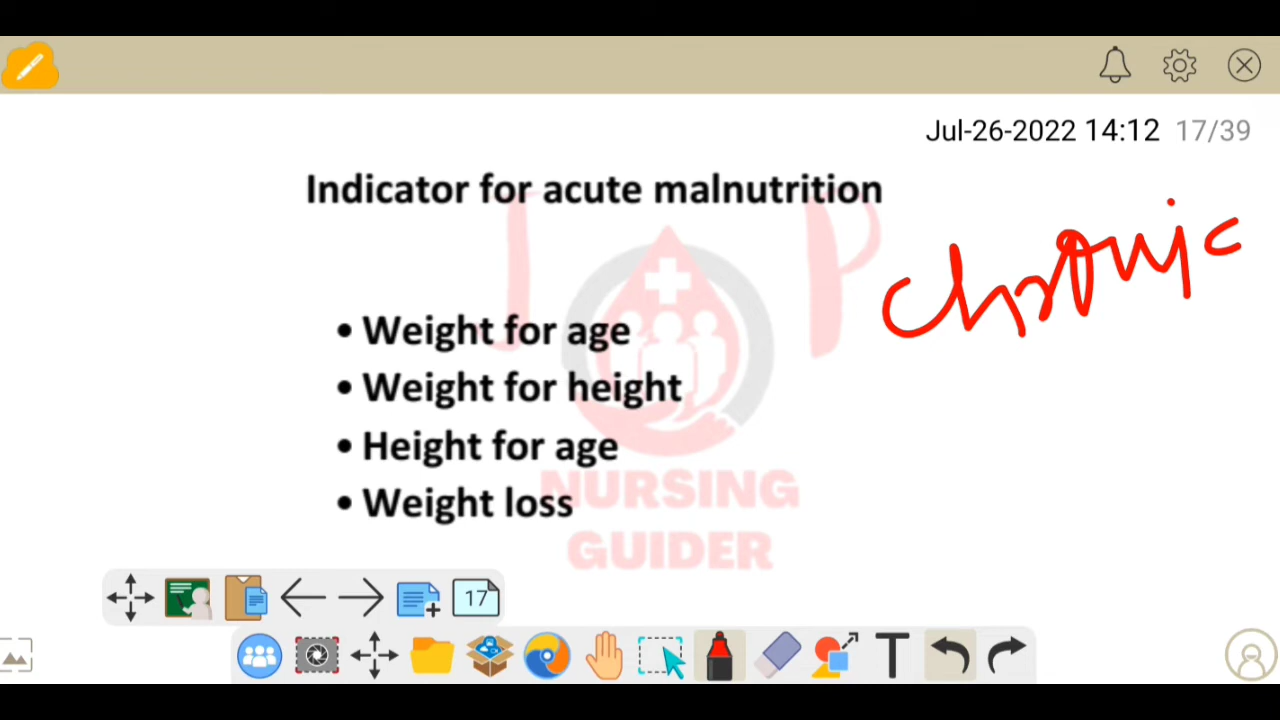 Jul-26-2022 14:12 17/39
Indicator for acute malnutrition
chronic
• Weight for age
• Weight for height
• Height for age
• Weight loss
TOP
NURSING
GUIDER
17
T